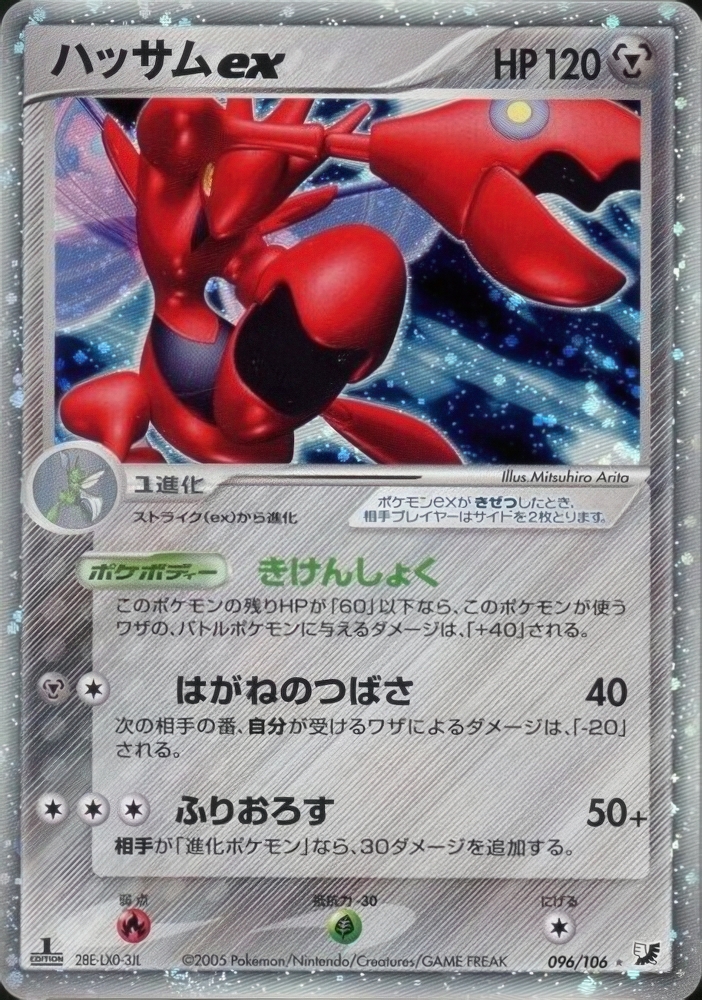 ハッサムex HP120
Illus. Mitsuhiro Arita
1進化
ストライク(ex)から進化
ポケモンexが きぜつしたとき、
相手プレイヤーはサイドを2枚とります。
ポケボディー きけんしょく
このポケモンの残りHPが「60」以下なら、このポケモンが使う
ワザの、バトルポケモンに与えるダメージは、「+40」される。
はがねのつばさ 40
次の相手の番、自分が受けるワザによるダメージは、「-20」
される。
ふりおろす 50+
相手が「進化ポケモン」なら、30ダメージを追加する。
弱点 抵抗力 -30 にげる
1 EDITION 28E-LX0-3JL ©2005 Pokémon/Nintendo/Creatures/GAME FREAK 096/106 ★